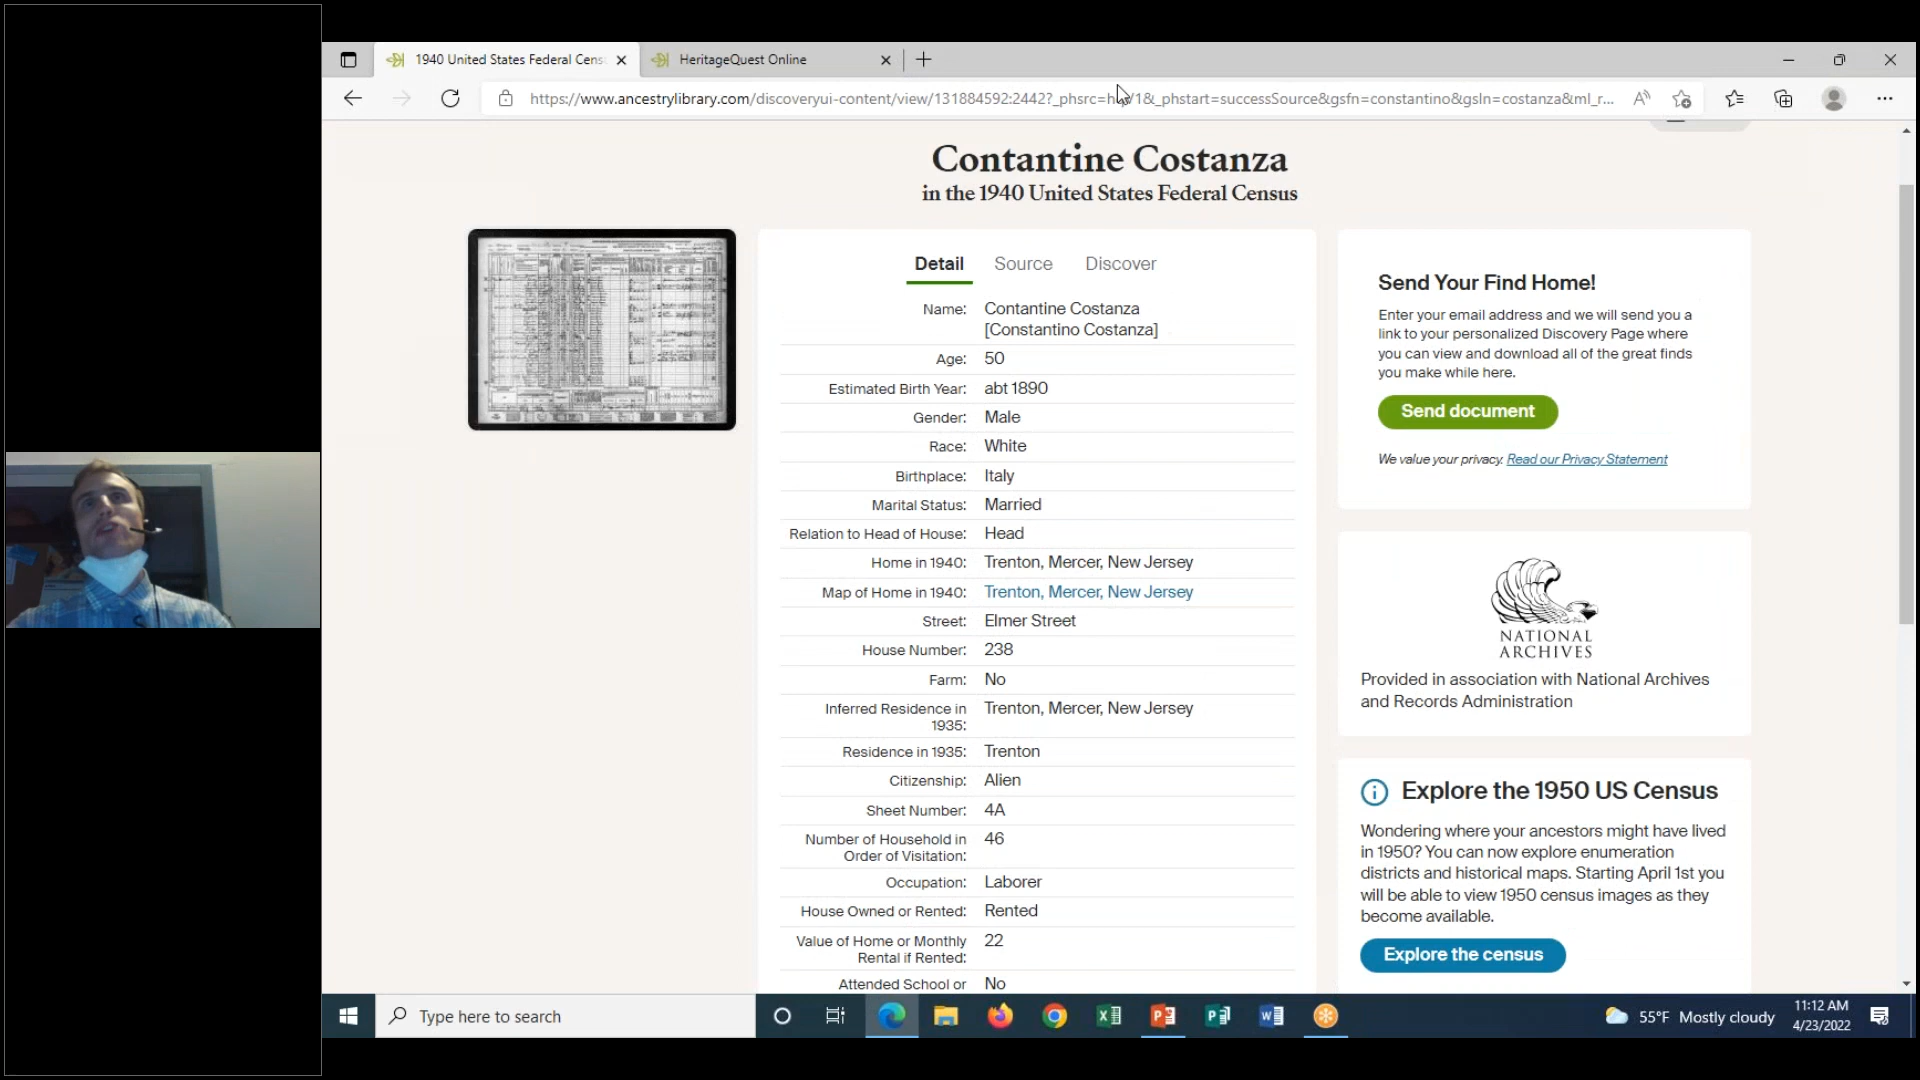 1940 United States Federal Cens
HeritageQuest Online
https://www.ancestrylibrary.com/discoveryui-content/view/131884592:2442?_phsrc=h
/1&_phstart=successSource&gsfn=constantino&gsln=costanza&ml_r...
Contantine Costanza
in the 1940 United States Federal Census
Detail Source Discover
Name: Contantine Costanza
[Constantino Costanza]
Age: 50
Estimated Birth Year: abt 1890
Gender: Male
Race: White
Birthplace: Italy
Marital Status: Married
Relation to Head of House: Head
Home in 1940: Trenton, Mercer, New Jersey
Map of Home in 1940: Trenton, Mercer, New Jersey
Street: Elmer Street
House Number: 238
Farm: No
Inferred Residence in Trenton, Mercer, New Jersey
1935:
Residence in 1935: Trenton
Citizenship: Alien
Sheet Number: 4A
Number of Household in 46
Order of Visitation:
Occupation: Laborer
House Owned or Rented: Rented
Value of Home or Monthly 22
Rental if Rented:
Attended School or No
Send Your Find Home!
Enter your email address and we will send you a
link to your personalized Discovery Page where
you can view and download all of the great finds
you make while here.
Send document
We value your privacy. Read our Privacy Statement
NATIONAL
ARCHIVES
Provided in association with National Archives
and Records Administration
Explore the 1950 US Census
Wondering where your ancestors might have lived
in 1950? You can now explore enumeration
districts and historical maps. Starting April 1st you
will be able to view 1950 census images as they
become available.
Explore the census
Type here to search
55°F Mostly cloudy
11:12 AM
4/23/2022